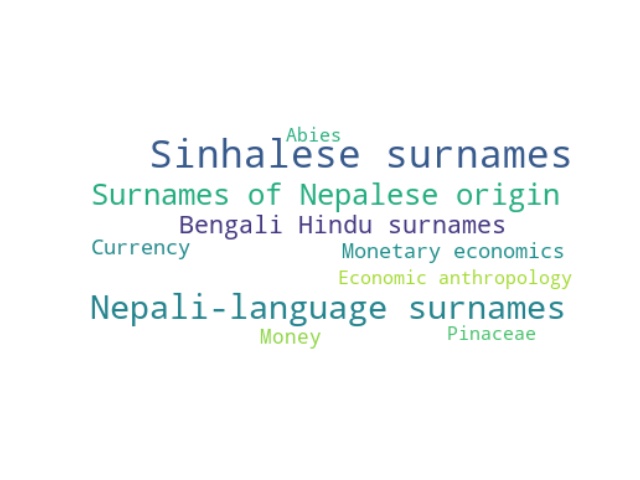 Abies
Sinhalese surnames
Surnames of Nepalese origin
Bengali Hindu surnames
Currency
Monetary economics
Economic anthropology
Nepali-language surnames
Money
Pinaceae